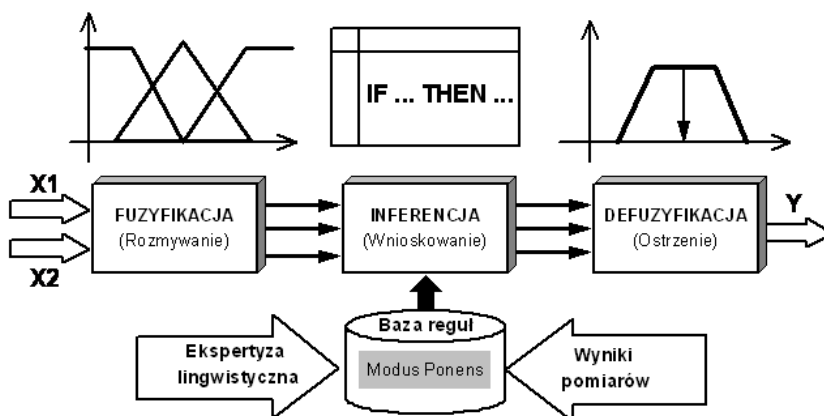 IF ... THEN ...
X1
X2
FUZYFIKACJA
(Rozmywanie)
INFERENCJA
(Wnioskowanie)
DEFUZYFIKACJA
(Ostrzenie)
Y
Baza reguł
Modus Ponens
Ekspertyza
lingwistyczna
Wyniki
pomiarów